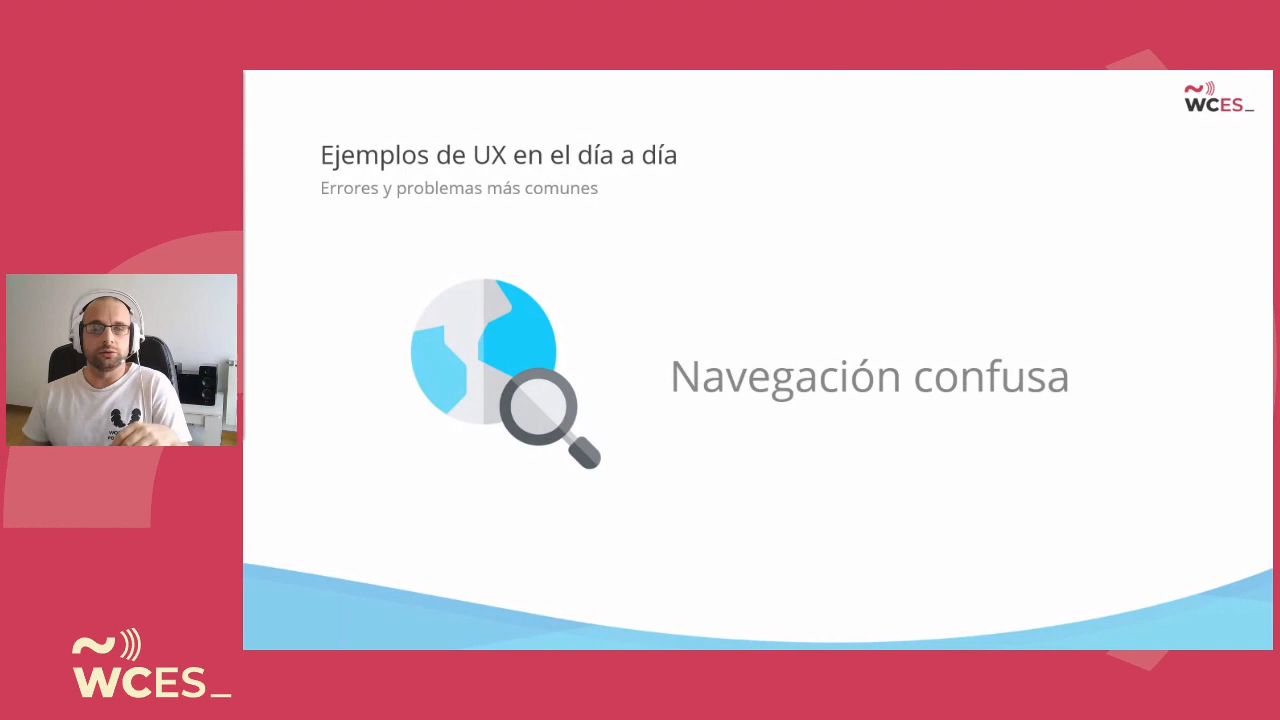 WCES_
Ejemplos de UX en el día a día
Errores y problemas más comunes
Navegación confusa
WCES_